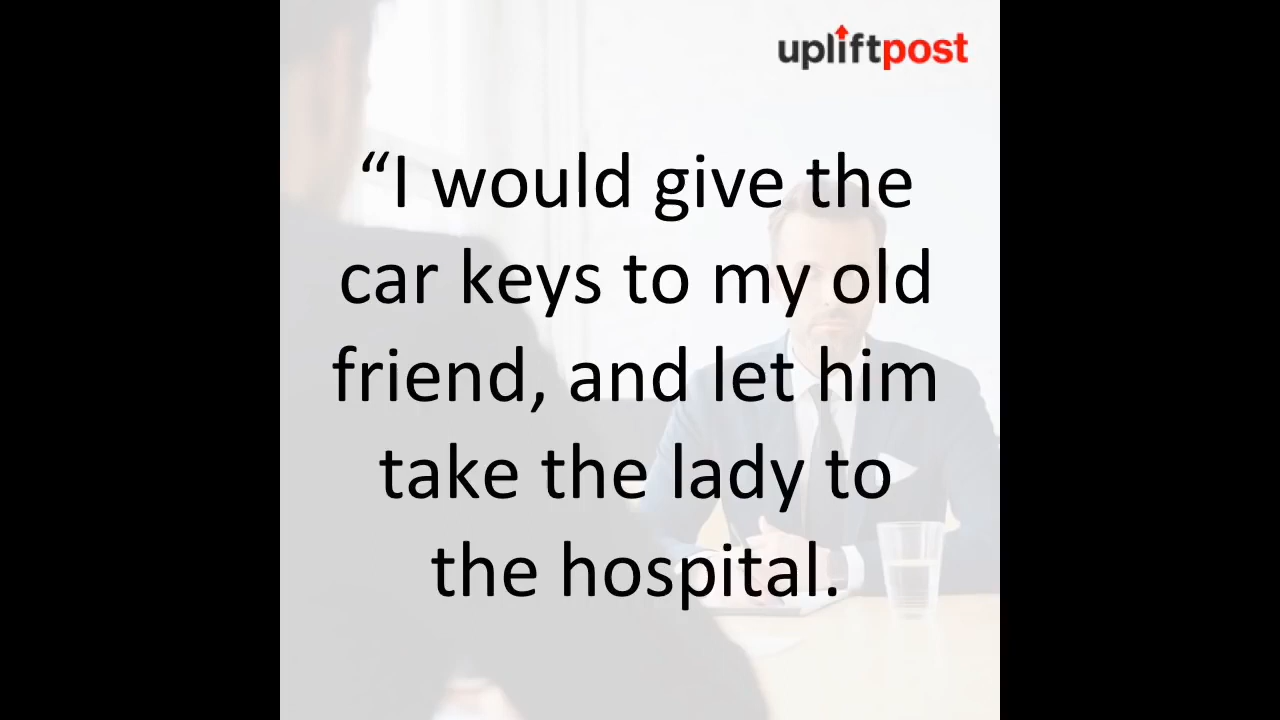 upliftpost
“I would give the
car keys to my old
friend, and let him
take the lady to
the hospital.